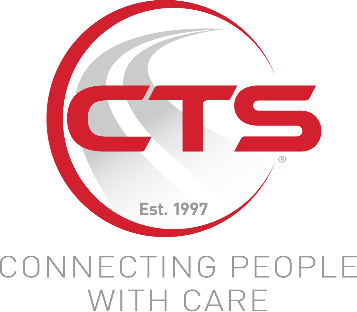 CTS
®
Est. 1997
CONNECTING PEOPLE
WITH CARE